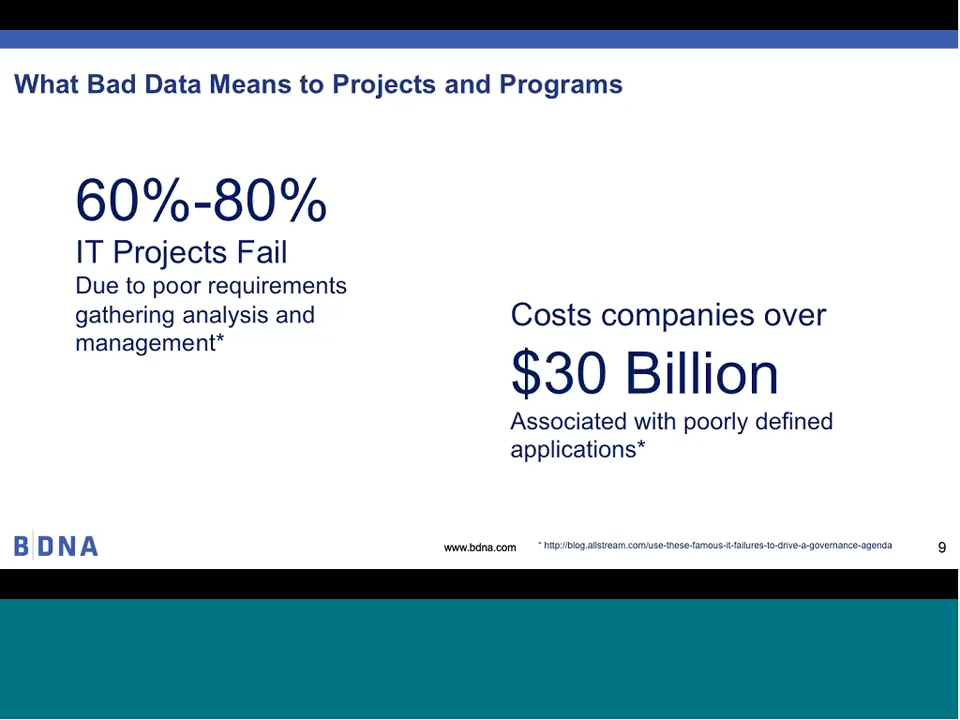 What Bad Data Means to Projects and Programs
60%-80%
IT Projects Fail
Due to poor requirements
gathering analysis and
management*
Costs companies over
$30 Billion
Associated with poorly defined
applications*
BDNA
www.bdna.com
* http://blog.allstream.com/use-these-famous-it-failures-to-drive-a-governance-agenda
9